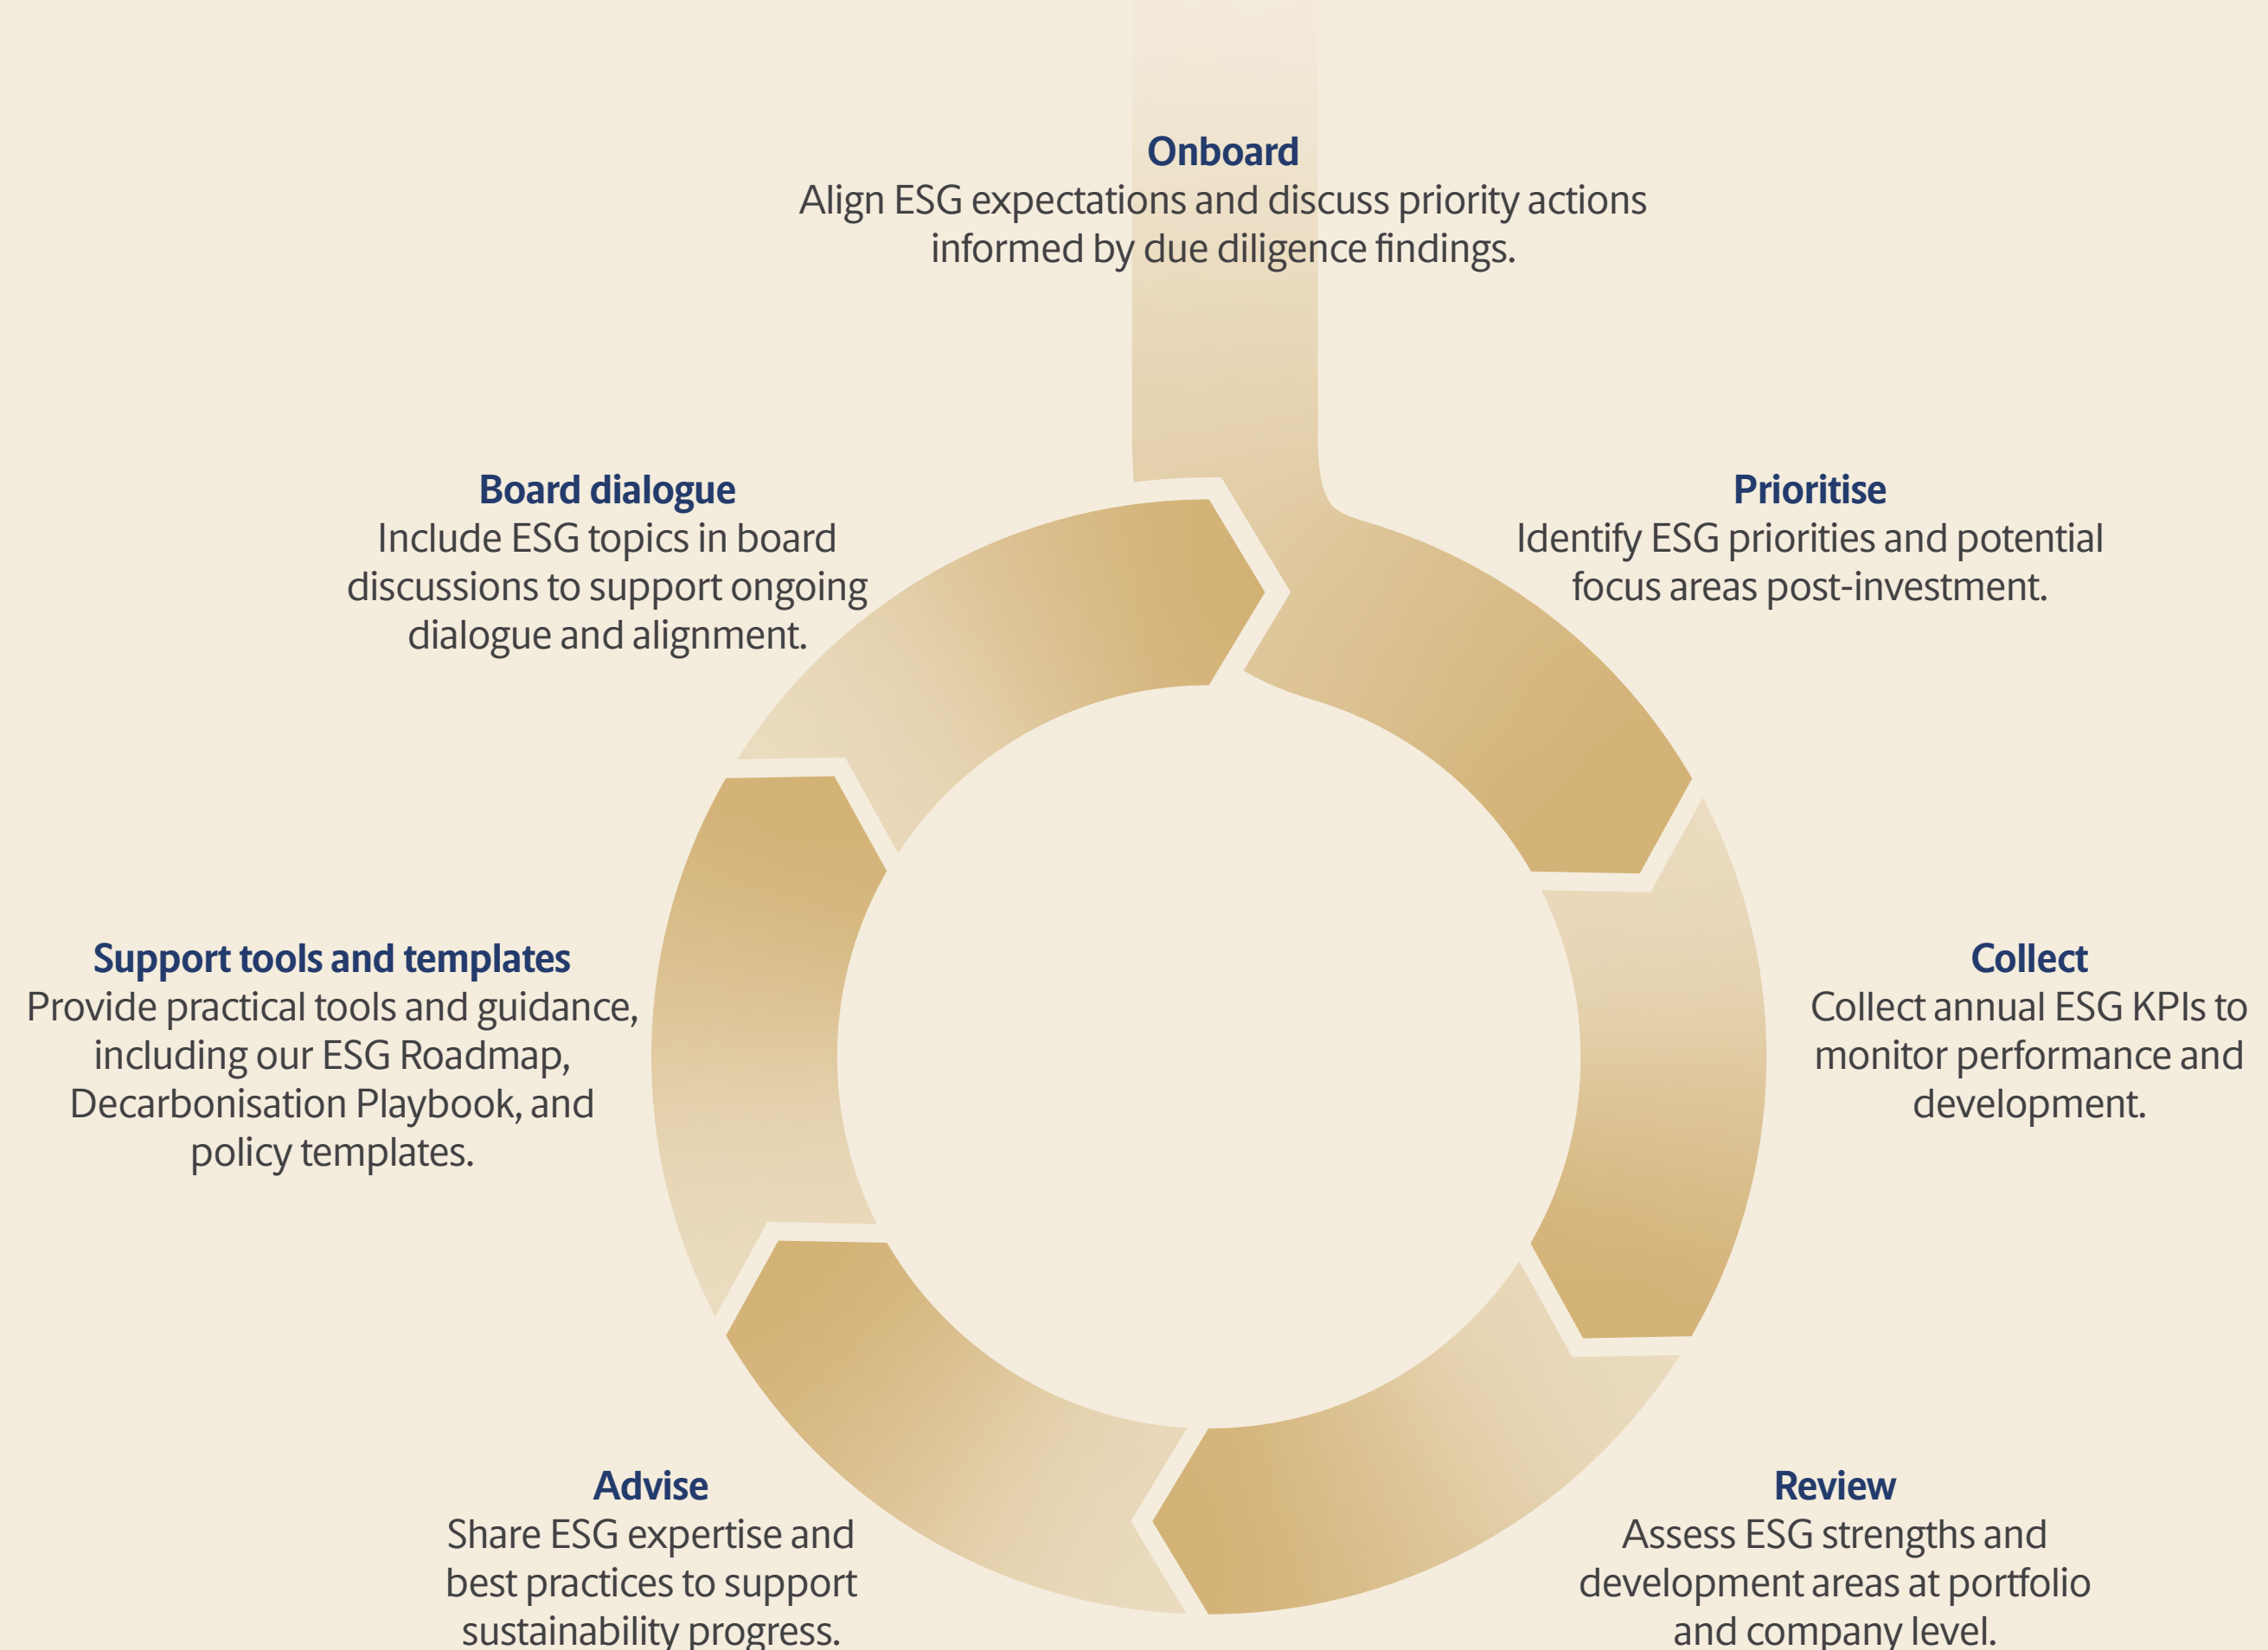 Onboard
Align ESG expectations and discuss priority actions
informed by due diligence findings.
Prioritise
Identify ESG priorities and potential
focus areas post-investment.
Collect
Collect annual ESG KPIs to
monitor performance and
development.
Review
Assess ESG strengths and
development areas at portfolio
and company level.
Advise
Share ESG expertise and
best practices to support
sustainability progress.
Support tools and templates
Provide practical tools and guidance,
including our ESG Roadmap,
Decarbonisation Playbook, and
policy templates.
Board dialogue
Include ESG topics in board
discussions to support ongoing
dialogue and alignment.